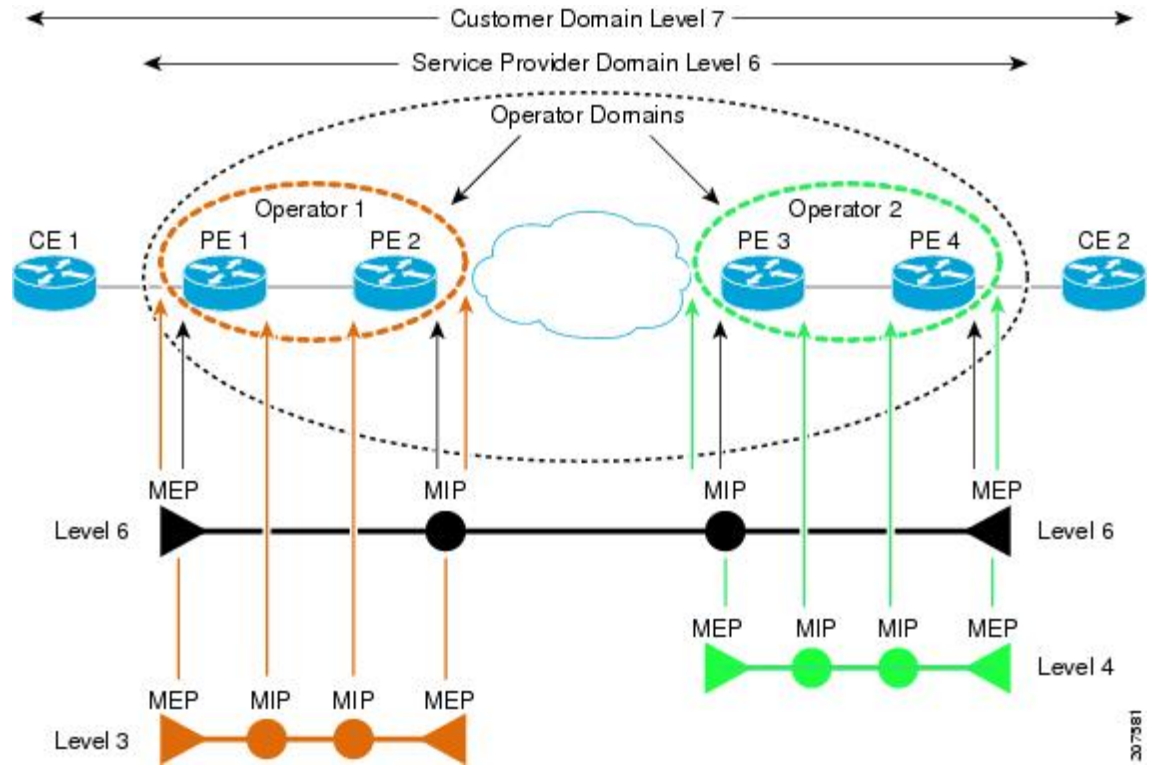 Customer Domain Level 7
Service Provider Domain Level 6
Operator Domains
Operator 1
Operator 2
CE 1
PE 1
PE 2
PE 3
PE 4
CE 2
MEP
MIP
MIP
MEP
Level 6
Level 6
MEP
MIP
MIP
MEP
Level 4
MEP
MIP
MIP
MEP
Level 3
207581